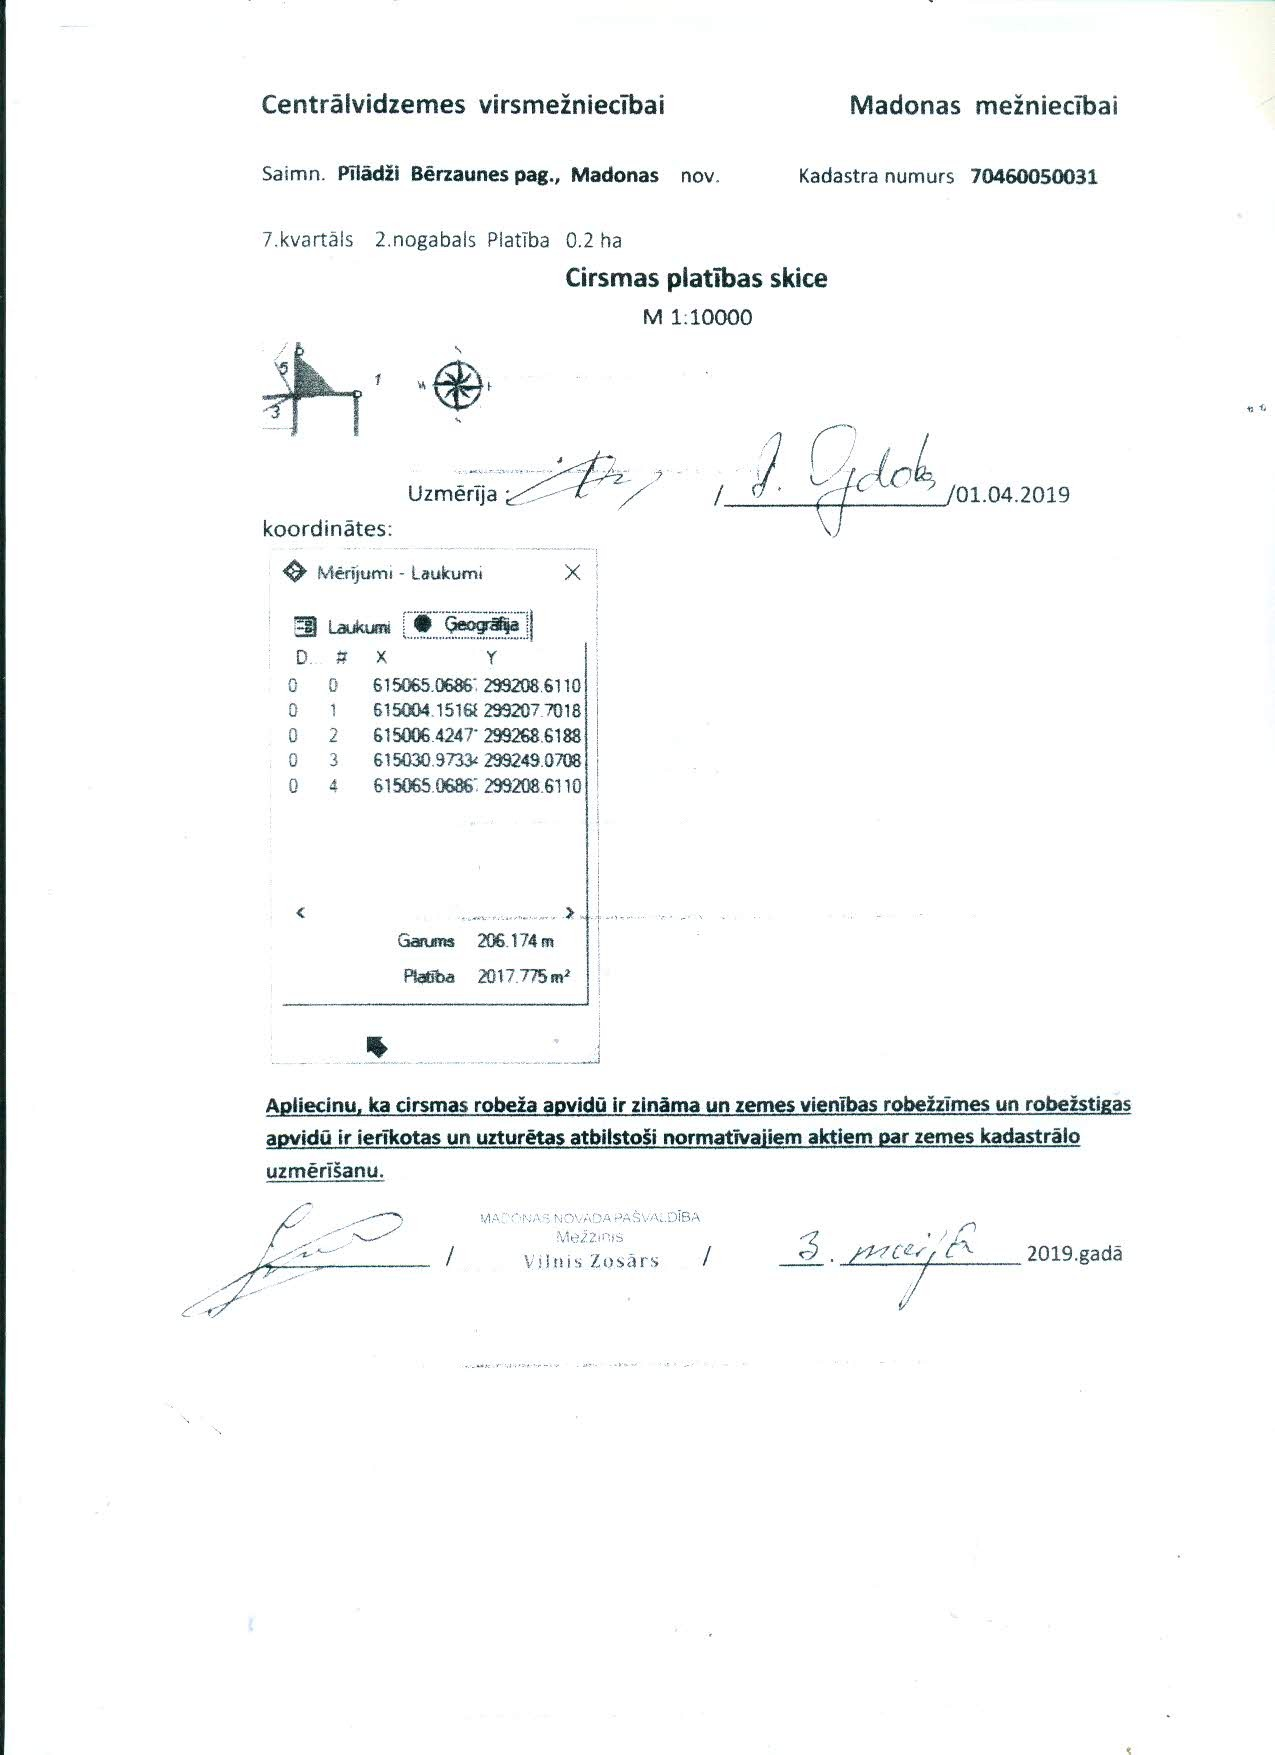 Centrālvidzemes virsmežniecībai Madonas mežniecībai
Saimn. Pīlādži Bērzaunes pag., Madonas nov. Kadastra numurs 70460050031
7.kvartāls 2.nogabals Platība 0.2 ha
Cirsmas platības skice
M 1:10000
5
1
3
Uzmērīja : / /01.04.2019
koordinātes:
Mērījumi - Laukumi
Laukumi Ģeogrāfija
D... # X Y
0 0 615065.0686 299208.6110
0 1 615004.1516 299207.7018
0 2 615006.4247 299268.6188
0 3 615030.9733 299249.0708
0 4 615065.0686 299208.6110
Garums 206.174 m
Platība 2017.775 m²
Apliecinu, ka cirsmas robeža apvidū ir zināma un zemes vienības robežzīmes un robežstigas
apvidū ir ierīkotas un uzturētas atbilstoši normatīvajiem aktiem par zemes kadastrālo
uzmērīšanu.
MADONAS NOVADA PAŠVALDĪBA
Mežzinis
/ Vilnis Zosārs / 3. maijā 2019.gadā